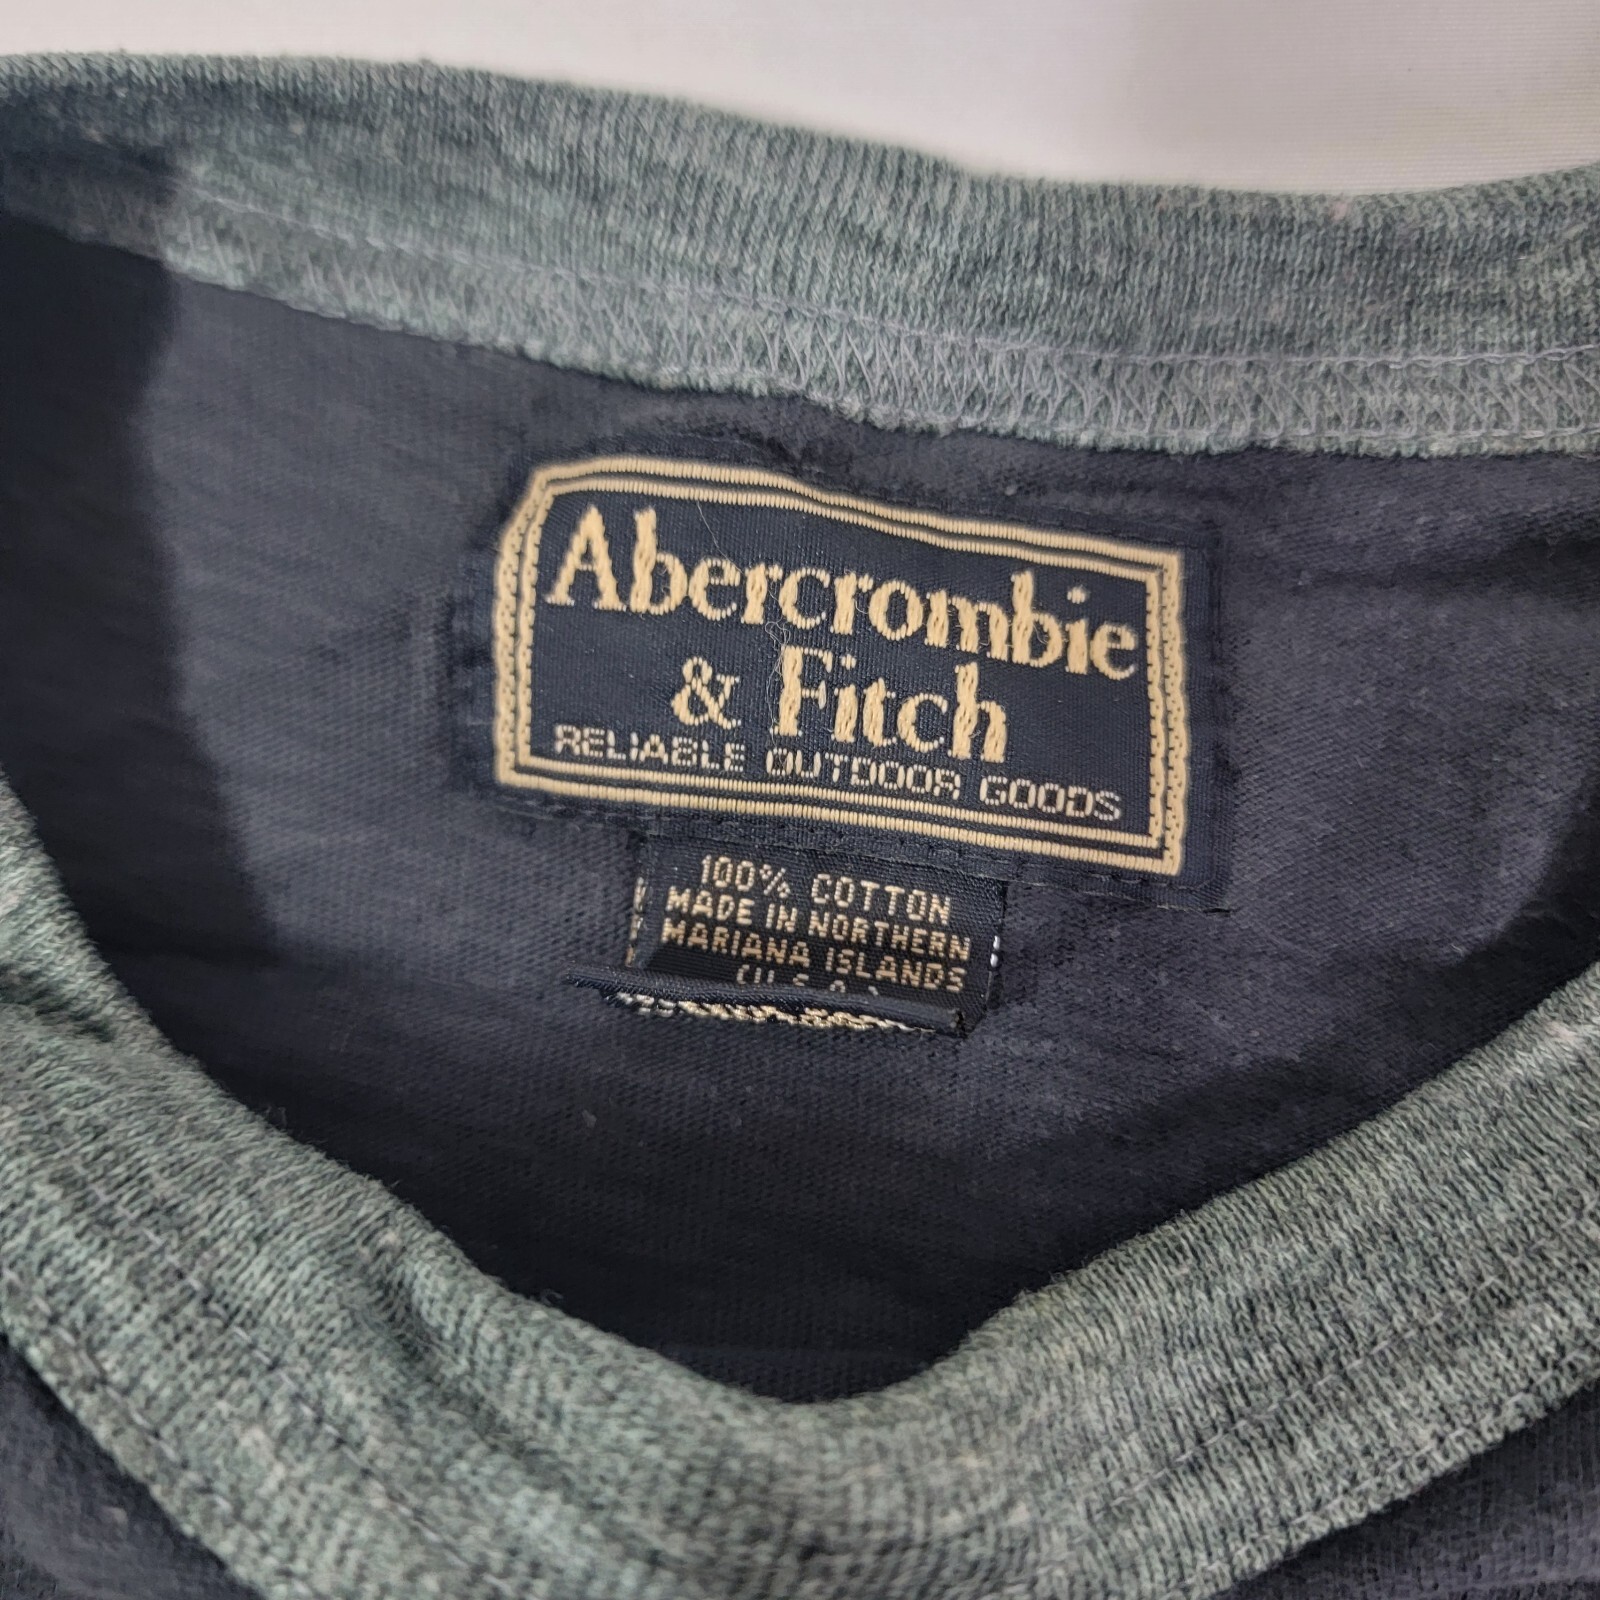 Abercrombie
& Fitch
RELIABLE OUTDOOR GOODS
100% COTTON
MADE IN NORTHERN
MARIANA ISLANDS
(U.S.A.)